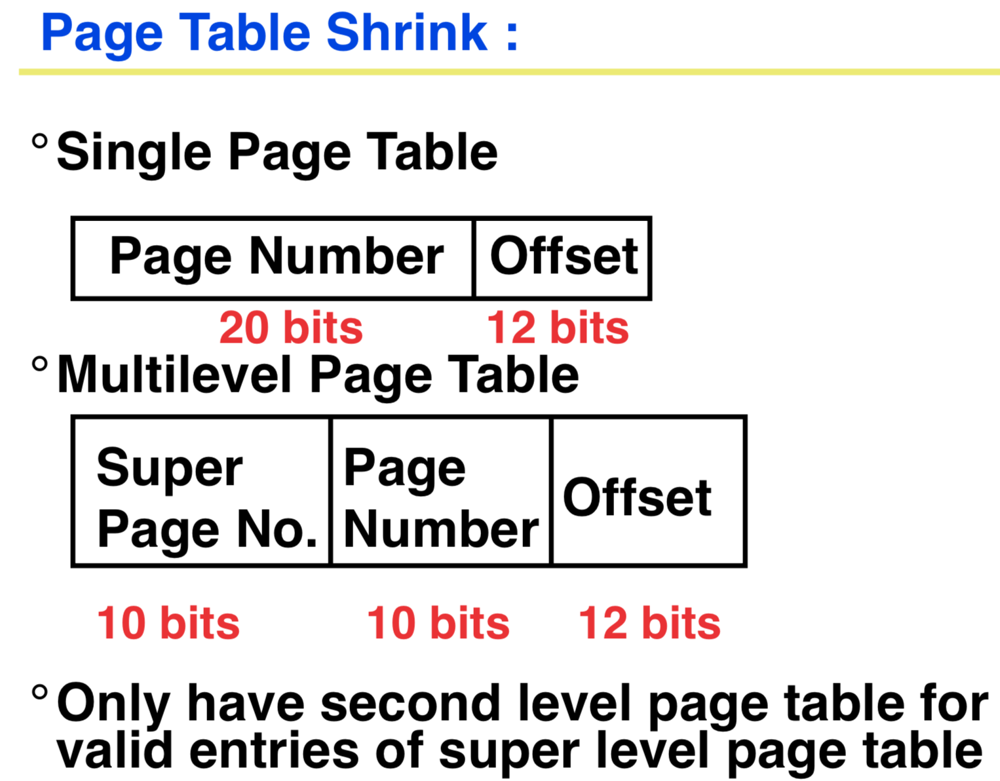 Page Table Shrink :
° Single Page Table
Page Number Offset
20 bits 12 bits
° Multilevel Page Table
Super Page No. Page Number Offset
10 bits 10 bits 12 bits
° Only have second level page table for
valid entries of super level page table